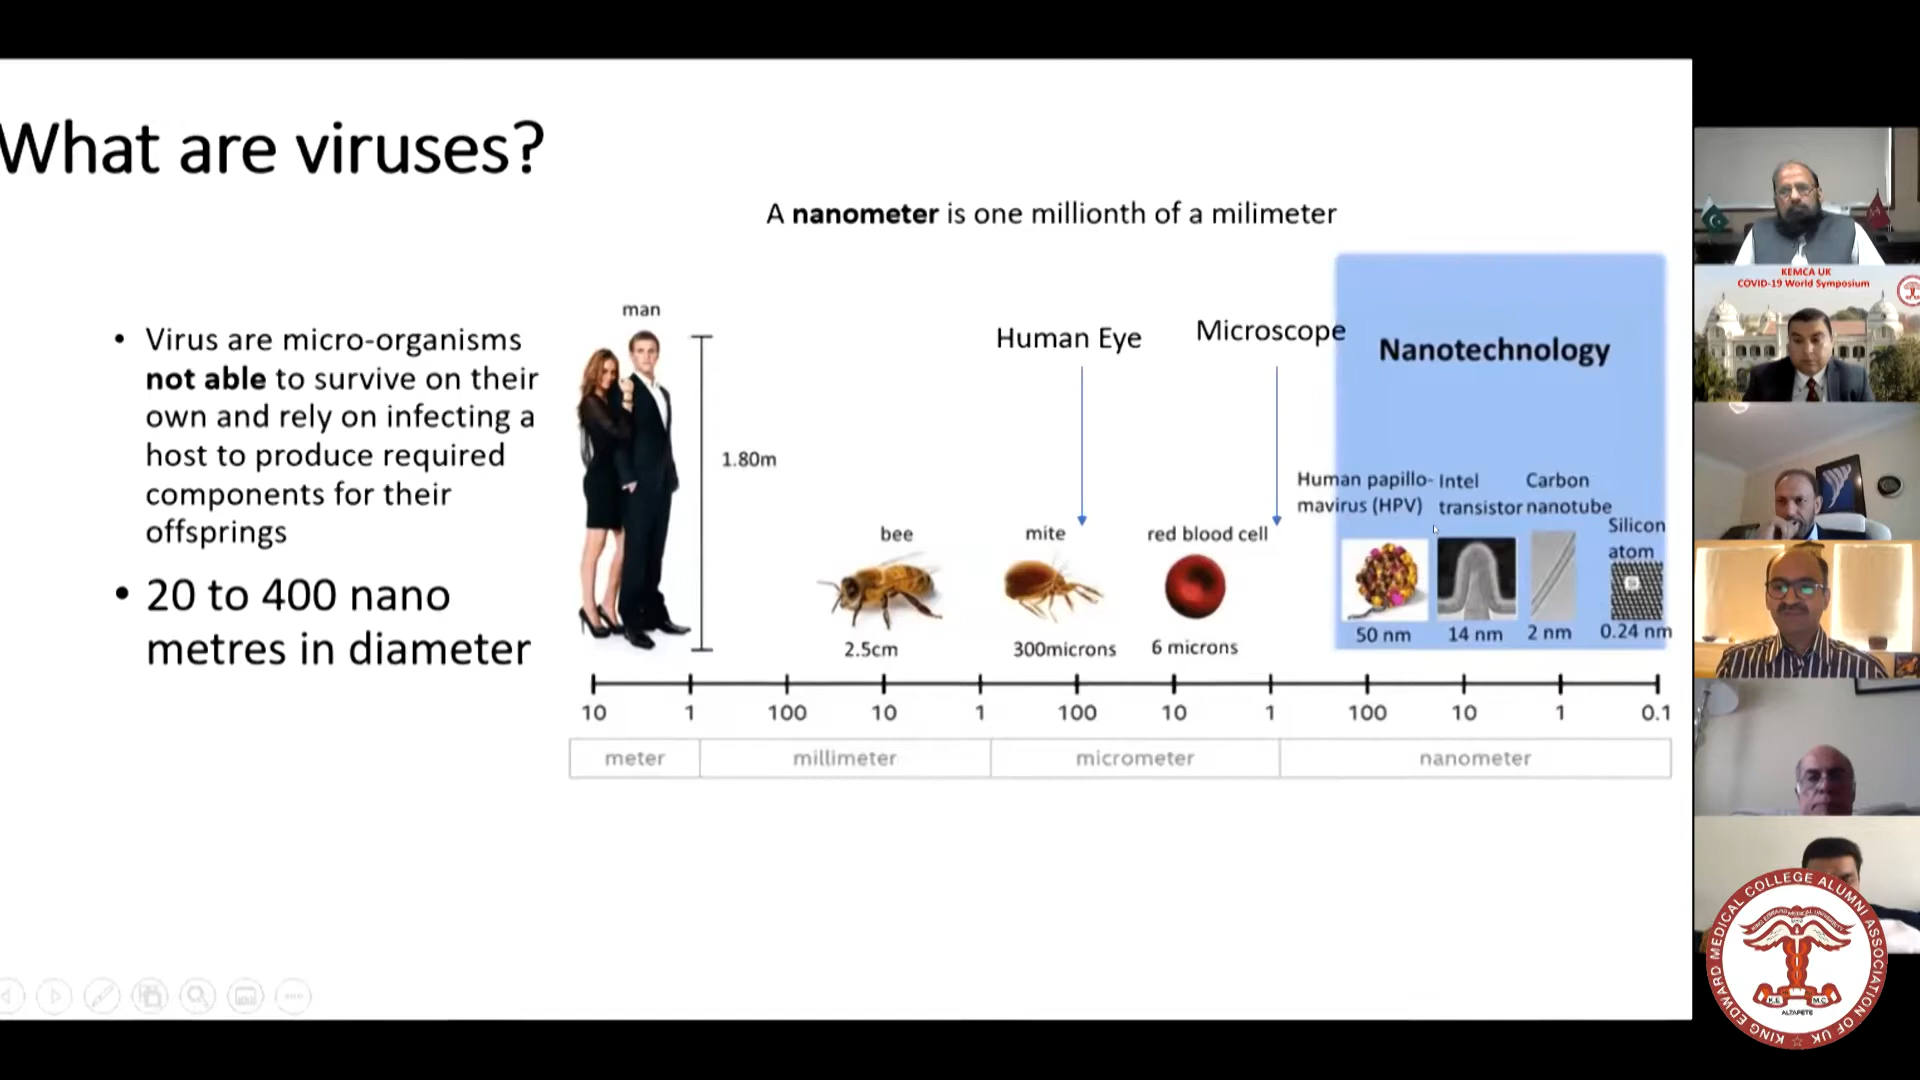 What are viruses?
A nanometer is one millionth of a milimeter
• Virus are micro-organisms
not able to survive on their
own and rely on infecting a
host to produce required
components for their
offsprings
• 20 to 400 nano
metres in diameter
man
1.80m
Human Eye
Microscope
Nanotechnology
bee
2.5cm
mite
300microns
red blood cell
6 microns
Human papillo-
mavirus (HPV)
50 nm
Intel
transistor
14 nm
Carbon
nanotube
2 nm
Silicon
atom
0.24 nm
10 1 100 10 1 100 10 1 100 10 1 0.1
meter millimeter micrometer nanometer
KEMCA UK
COVID-19 World Symposium
KING EDWARD MEDICAL COLLEGE ALUMNI ASSOCIATION OF UK
KING EDWARD MEDICAL UNIVERSITY
K.E M.C
ALTAPETE